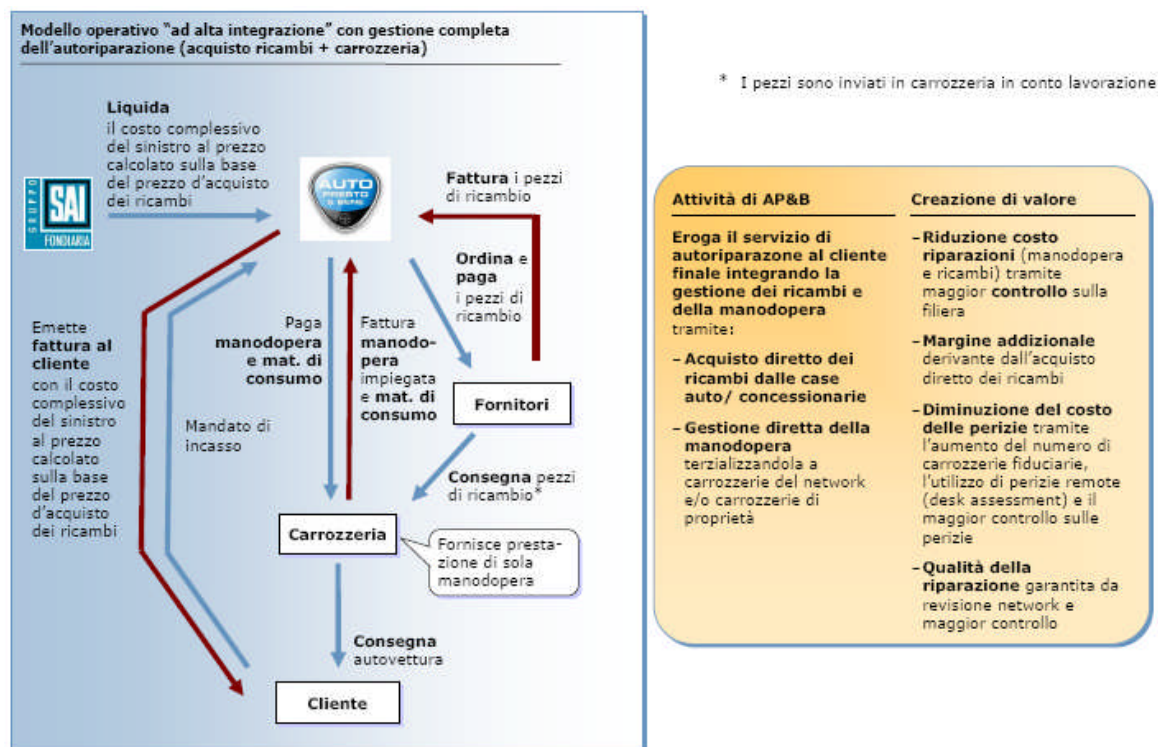 Modello operativo “ad alta integrazione” con gestione completa
dell’autoriparazione (acquisto ricambi + carrozzeria)
* I pezzi sono inviati in carrozzeria in conto lavorazione
Liquida
il costo complessivo
del sinistro al prezzo
calcolato sulla base
del prezzo d’acquisto
dei ricambi
GRUPPO
SAI
FONDIARIA
AUTO
PRESTO
& BENE
Fattura i pezzi
di ricambio
Ordina e
paga
i pezzi di
ricambio
Emette
fattura al
cliente
con il costo
complessivo
del sinistro
al prezzo
calcolato
sulla base
del prezzo
d’acquisto
dei ricambi
Mandato di
incasso
Paga
manodopera
e mat. di
consumo
Fattura
manodo-
pera
impiegata
e mat. di
consumo
Fornitori
Consegna pezzi
di ricambio*
Carrozzeria
Fornisce presta-
zione di sola
manodopera
Consegna
autovettura
Cliente
Attività di AP&B
Eroga il servizio di
autoriparazone al cliente
finale integrando la
gestione dei ricambi e
della manodopera
tramite:
– Acquisto diretto dei
ricambi dalle case
auto/ concessionarie
– Gestione diretta della
manodopera
terzializzandola a
carrozzerie del network
e/o carrozzerie di
proprietà
Creazione di valore
– Riduzione costo
riparazioni (manodopera
e ricambi) tramite
maggior controllo sulla
filiera
– Margine addizionale
derivante dall’acquisto
diretto dei ricambi
– Diminuzione del costo
delle perizie tramite
l’aumento del numero di
carrozzerie fiduciarie,
l’utilizzo di perizie remote
(desk assessment) e il
maggior controllo sulle
perizie
– Qualità della
riparazione garantita da
revisione network e
maggior controllo